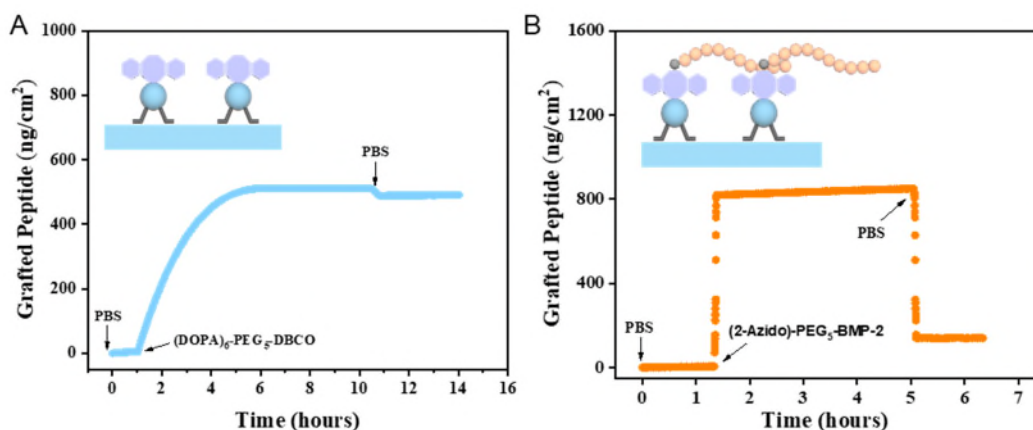 A
Grafted Peptide (ng/cm²)
1000
800
600
400
200
0
PBS
PBS
(DOPA)₆-PEG₅-DBCO
0 2 4 6 8 10 12 14 16
Time (hours)
B
Grafted Peptide (ng/cm²)
1600
1200
800
400
0
PBS
PBS
(2-Azido)-PEG₅-BMP-2
0 1 2 3 4 5 6 7
Time (hours)